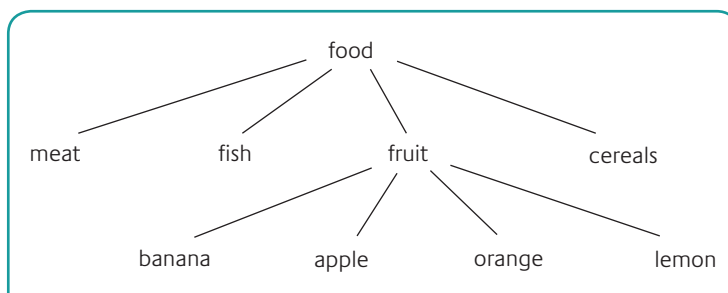 food
meat fish fruit cereals
banana apple orange lemon